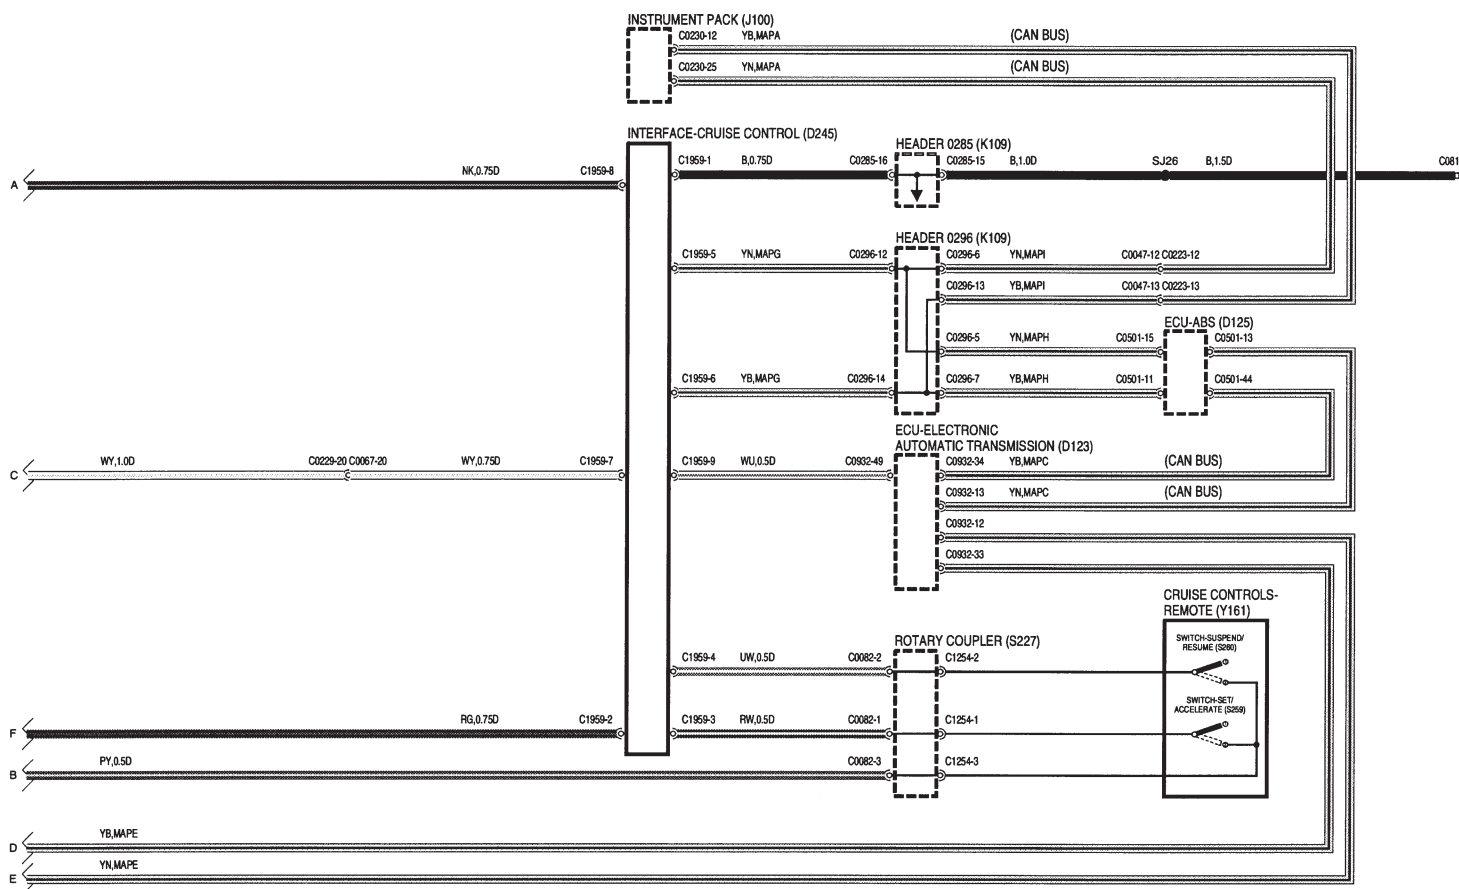 INSTRUMENT PACK (J100)
C0230-12 YB,MAPA (CAN BUS)
C0230-25 YN,MAPA (CAN BUS)
INTERFACE-CRUISE CONTROL (D245)
HEADER 0285 (K109)
A NK,0.75D C1959-8 C1959-1 B,0.75D C0285-16 C0285-15 B,1.0D SJ26 B,1.5D C081
HEADER 0296 (K109)
C1959-5 YN,MAPG C0296-12 C0296-6 YN,MAPI C0047-12 C0223-12
C0296-13 YB,MAPI C0047-13 C0223-13
ECU-ABS (D125)
C0296-5 YN,MAPH C0501-15 C0501-13
C1959-6 YB,MAPG C0296-14 C0296-7 YB,MAPH C0501-11 C0501-44
ECU-ELECTRONIC
AUTOMATIC TRANSMISSION (D123)
C WY,1.0D C0229-20 C0067-20 WY,0.75D C1959-7 C1959-9 WU,0.5D C0932-49 C0932-34 YB,MAPC (CAN BUS)
C0932-13 YN,MAPC (CAN BUS)
C0932-12
C0932-33
CRUISE CONTROLS-
REMOTE (Y161)
SWITCH-SUSPEND/
RESUME (S260)
ROTARY COUPLER (S227)
C1959-4 UW,0.5D C0082-2 C1254-2
SWITCH-SET/
ACCELERATE (S259)
F RG,0.75D C1959-2 C1959-3 RW,0.5D C0082-1 C1254-1
B PY,0.5D C0082-3 C1254-3
D YB,MAPE
E YN,MAPE